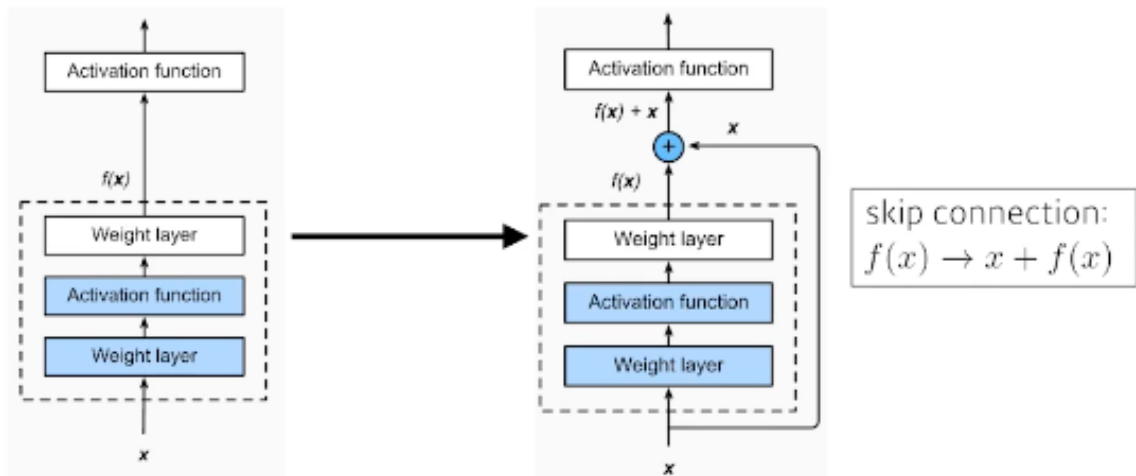 Activation function
f(x)
Weight layer
Activation function
Weight layer
x
Activation function
f(x) + x
x
+
f(x)
Weight layer
Activation function
Weight layer
x
skip connection:
f(x) → x + f(x)